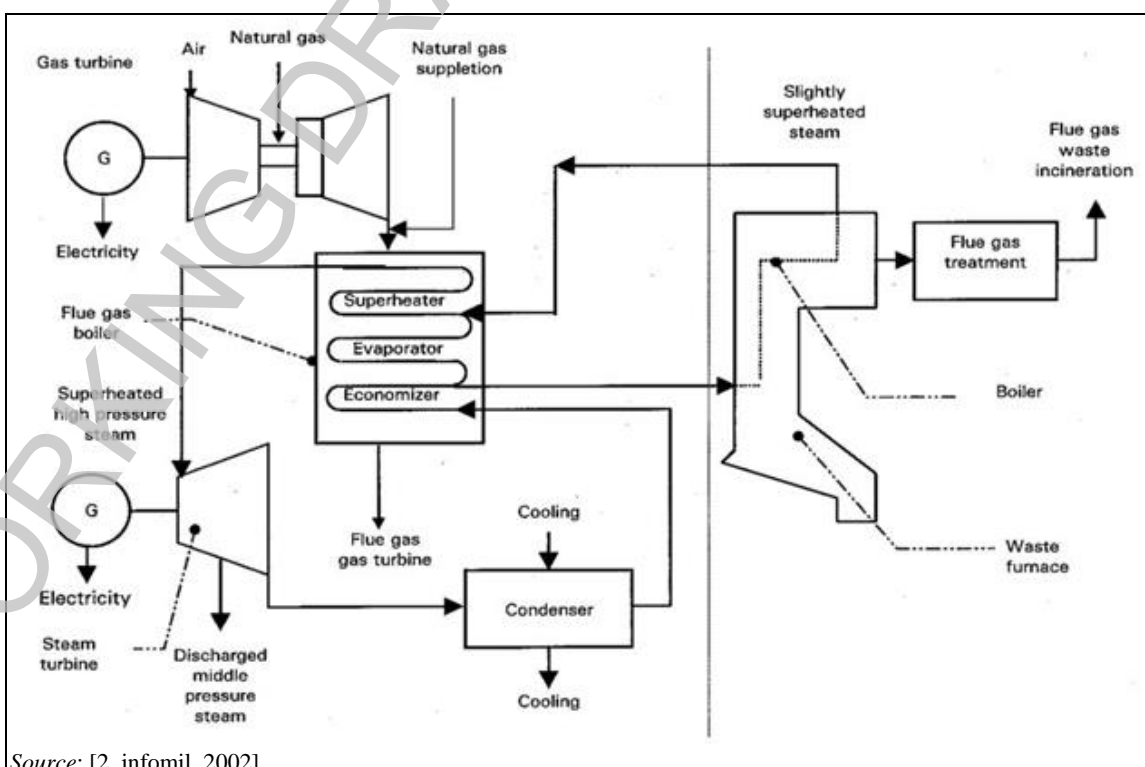 Natural gas
Air
Gas turbine
Natural gas
suppletion
G
Electricity
Slightly
superheated
steam
Flue gas
waste
incineration
Flue gas
treatment
Superheater
Evaporator
Economizer
Flue gas
boiler
Superheated
high pressure
steam
Boiler
G
Electricity
Flue gas
gas turbine
Cooling
Condenser
Cooling
Waste
furnace
Steam
turbine
Discharged
middle
pressure
steam
Source: [2, infomil, 2002]
ORKING DRA